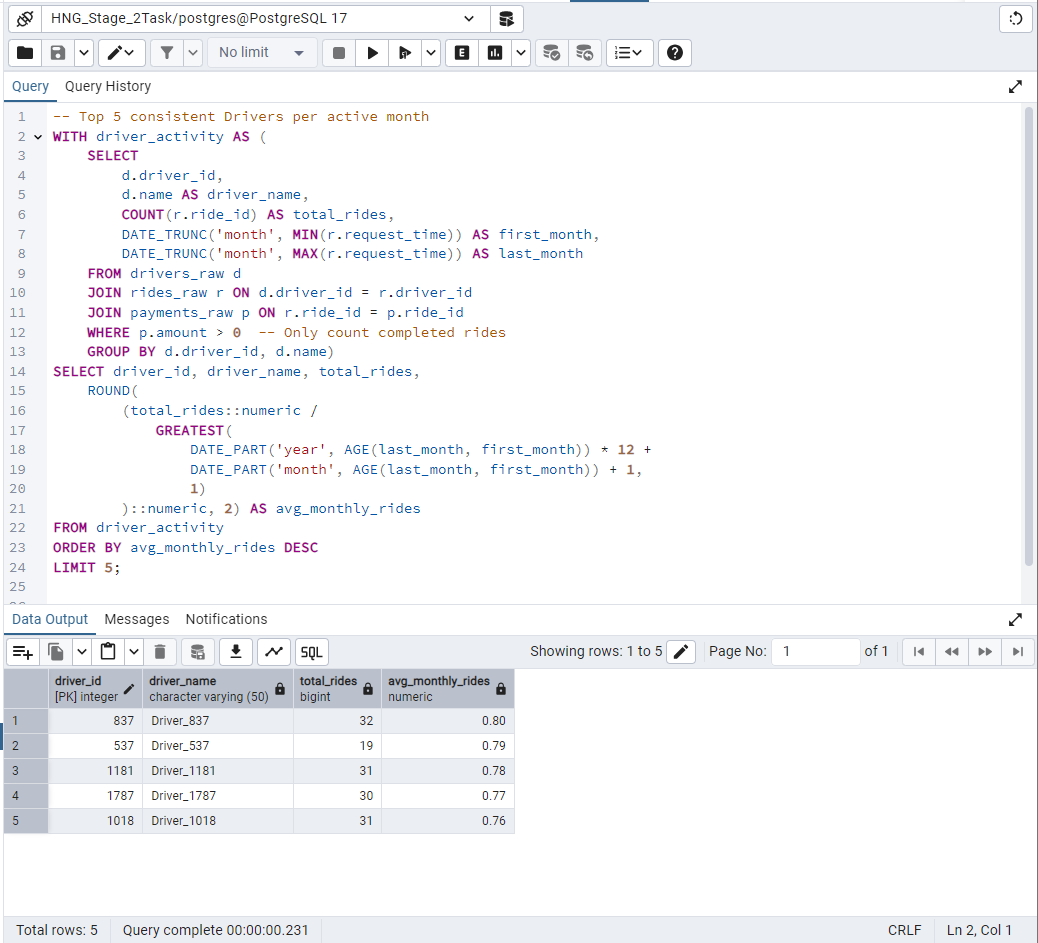 HNG_Stage_2Task/postgres@PostgreSQL 17
No limit
E
Query Query History
1 -- Top 5 consistent Drivers per active month
2 WITH driver_activity AS (
3 SELECT
4 d.driver_id,
5 d.name AS driver_name,
6 COUNT(r.ride_id) AS total_rides,
7 DATE_TRUNC('month', MIN(r.request_time)) AS first_month,
8 DATE_TRUNC('month', MAX(r.request_time)) AS last_month
9 FROM drivers_raw d
10 JOIN rides_raw r ON d.driver_id = r.driver_id
11 JOIN payments_raw p ON r.ride_id = p.ride_id
12 WHERE p.amount > 0 -- Only count completed rides
13 GROUP BY d.driver_id, d.name)
14 SELECT driver_id, driver_name, total_rides,
15 ROUND(
16 (total_rides::numeric /
17 GREATEST(
18 DATE_PART('year', AGE(last_month, first_month)) * 12 +
19 DATE_PART('month', AGE(last_month, first_month)) + 1,
20 1)
21 )::numeric, 2) AS avg_monthly_rides
22 FROM driver_activity
23 ORDER BY avg_monthly_rides DESC
24 LIMIT 5;
25
Data Output Messages Notifications
SQL Showing rows: 1 to 5 Page No: 1 of 1
driver_id driver_name total_rides avg_monthly_rides
[PK] integer character varying (50) bigint numeric
1 837 Driver_837 32 0.80
2 537 Driver_537 19 0.79
3 1181 Driver_1181 31 0.78
4 1787 Driver_1787 30 0.77
5 1018 Driver_1018 31 0.76
Total rows: 5 Query complete 00:00:00.231 CRLF Ln 2, Col 1